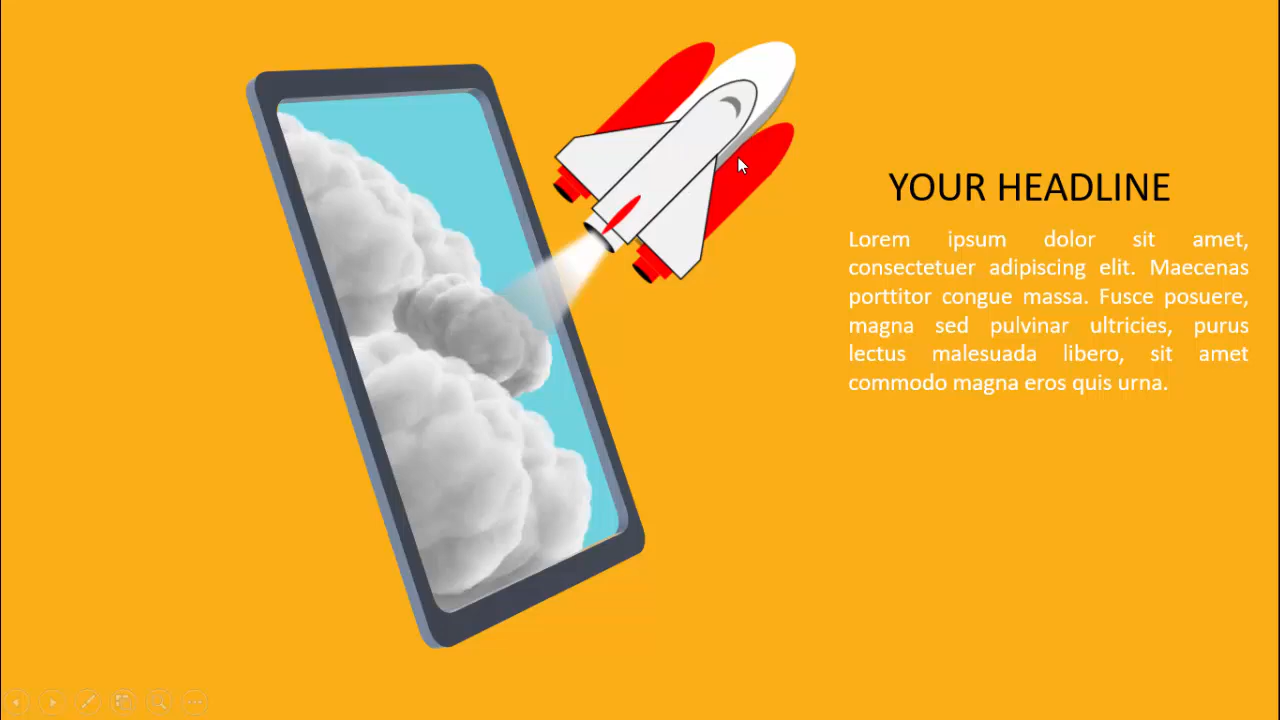 YOUR HEADLINE
Lorem ipsum dolor sit amet,
consectetuer adipiscing elit. Maecenas
porttitor congue massa. Fusce posuere,
magna sed pulvinar ultricies, purus
lectus malesuada libero, sit amet
commodo magna eros quis urna.